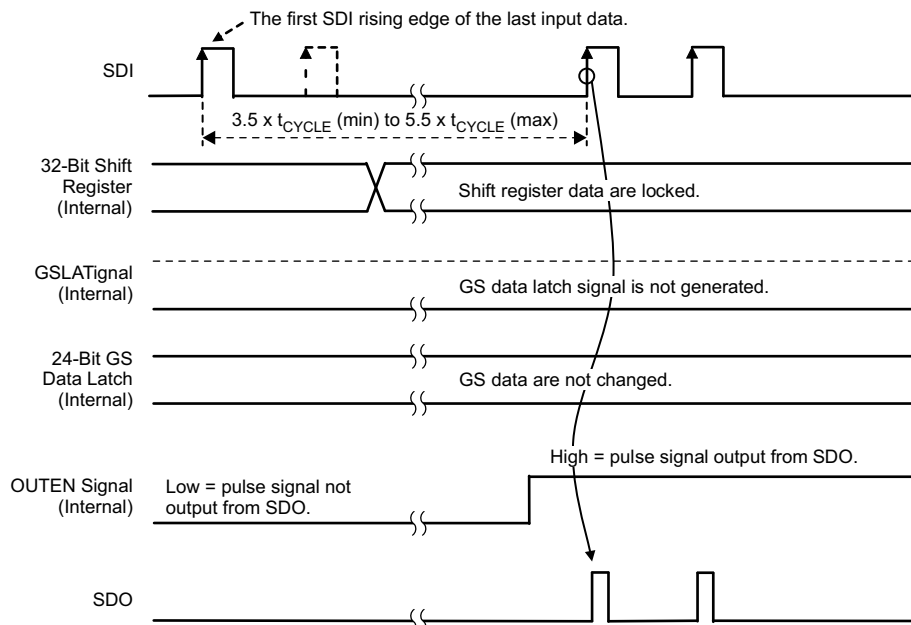 The first SDI rising edge of the last input data.
SDI
3.5 x tCYCLE (min) to 5.5 x tCYCLE (max)
32-Bit Shift
Register
(Internal)
Shift register data are locked.
GSLATignal
(Internal)
GS data latch signal is not generated.
24-Bit GS
Data Latch
(Internal)
GS data are not changed.
High = pulse signal output from SDO.
OUTEN Signal
(Internal)
Low = pulse signal not
output from SDO.
SDO